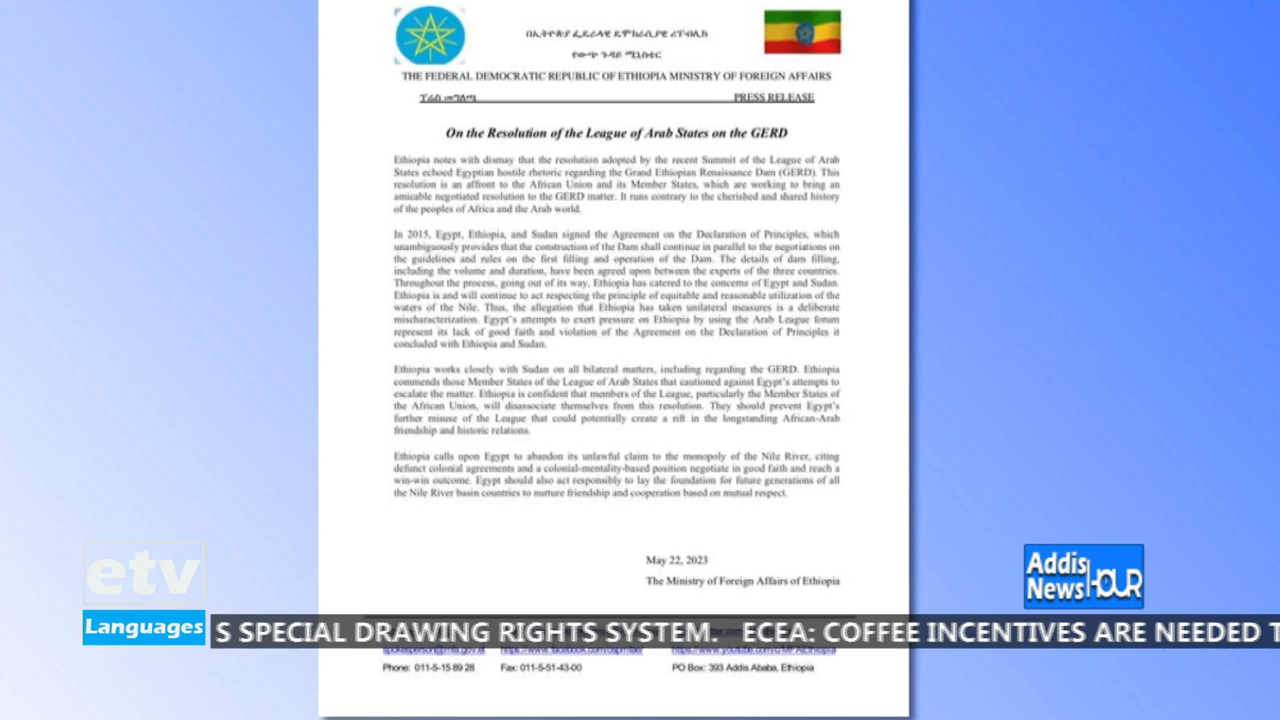 በኢትዮጵያ ፌዴራላዊ ዴሞክራሲያዊ ሪፐብሊክ
የውጭ ጉዳይ ሚኒስቴር
THE FEDERAL DEMOCRATIC REPUBLIC OF ETHIOPIA MINISTRY OF FOREIGN AFFAIRS
ፕሬስ መግለጫ PRESS RELEASE
On the Resolution of the League of Arab States on the GERD
Ethiopia notes with dismay that the resolution adopted by the recent Summit of the League of Arab
States echoed Egyptian hostile rhetoric regarding the Grand Ethiopian Renaissance Dam (GERD). This
resolution is an affront to the African Union and its Member States, which are working to bring an
amicable negotiated resolution to the GERD matter. It runs contrary to the cherished and shared history
of the peoples of Africa and the Arab world.
In 2015, Egypt, Ethiopia, and Sudan signed the Agreement on the Declaration of Principles, which
unambiguously provides that the construction of the Dam shall continue in parallel to the negotiations on
the guidelines and rules on the first filling and operation of the Dam. The details of dam filling,
including the volume and duration, have been agreed upon between the experts of the three countries.
Throughout the process, going out of its way, Ethiopia has catered to the concerns of Egypt and Sudan.
Ethiopia is and will continue to act respecting the principle of equitable and reasonable utilization of the
waters of the Nile. Thus, the allegation that Ethiopia has taken unilateral measures is a deliberate
mischaracterization. Egypt's attempts to exert pressure on Ethiopia by using the Arab League forum
represent its lack of good faith and violation of the Agreement on the Declaration of Principles it
concluded with Ethiopia and Sudan.
Ethiopia works closely with Sudan on all bilateral matters, including regarding the GERD. Ethiopia
commends those Member States of the League of Arab States that cautioned against Egypt's attempts to
escalate the matter. Ethiopia is confident that members of the League, particularly the Member States of
the African Union, will disassociate themselves from this resolution. They should prevent Egypt's
further misuse of the League that could potentially create a rift in the longstanding African-Arab
friendship and historic relations.
Ethiopia calls upon Egypt to abandon its unlawful claim to the monopoly of the Nile River, citing
defunct colonial agreements and a colonial-mentality-based position negotiate in good faith and reach a
win-win outcome. Egypt should also act responsibly to lay the foundation for future generations of all
the Nile River basin countries to nurture friendship and cooperation based on mutual respect.
May 22, 2023
The Ministry of Foreign Affairs of Ethiopia
etv
Languages
Addis
News HOUR
S SPECIAL DRAWING RIGHTS SYSTEM. ECEA: COFFEE INCENTIVES ARE NEEDED T
Phone: 011-5-15 89 28 Fax: 011-5-51-43-00 PO Box: 393 Addis Ababa, Ethiopia